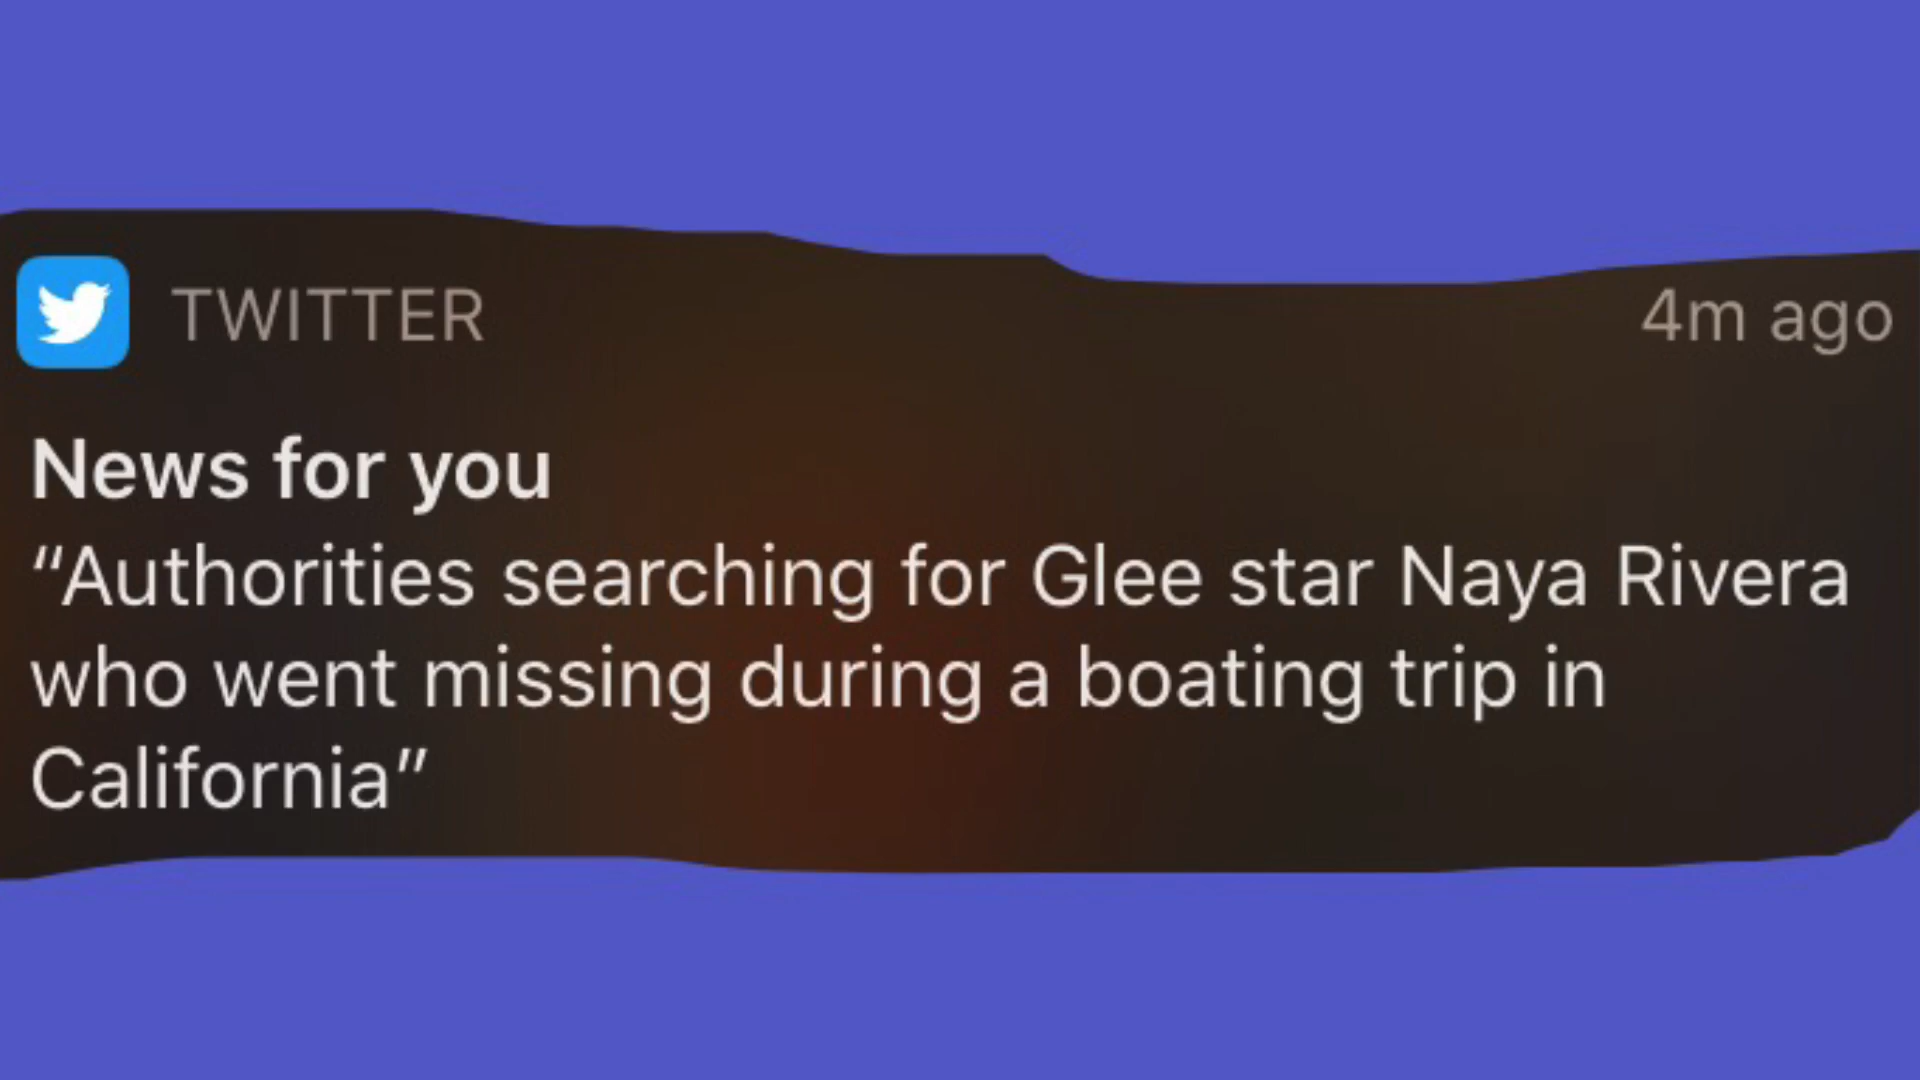 TWITTER 4m ago
News for you
“Authorities searching for Glee star Naya Rivera
who went missing during a boating trip in
California”